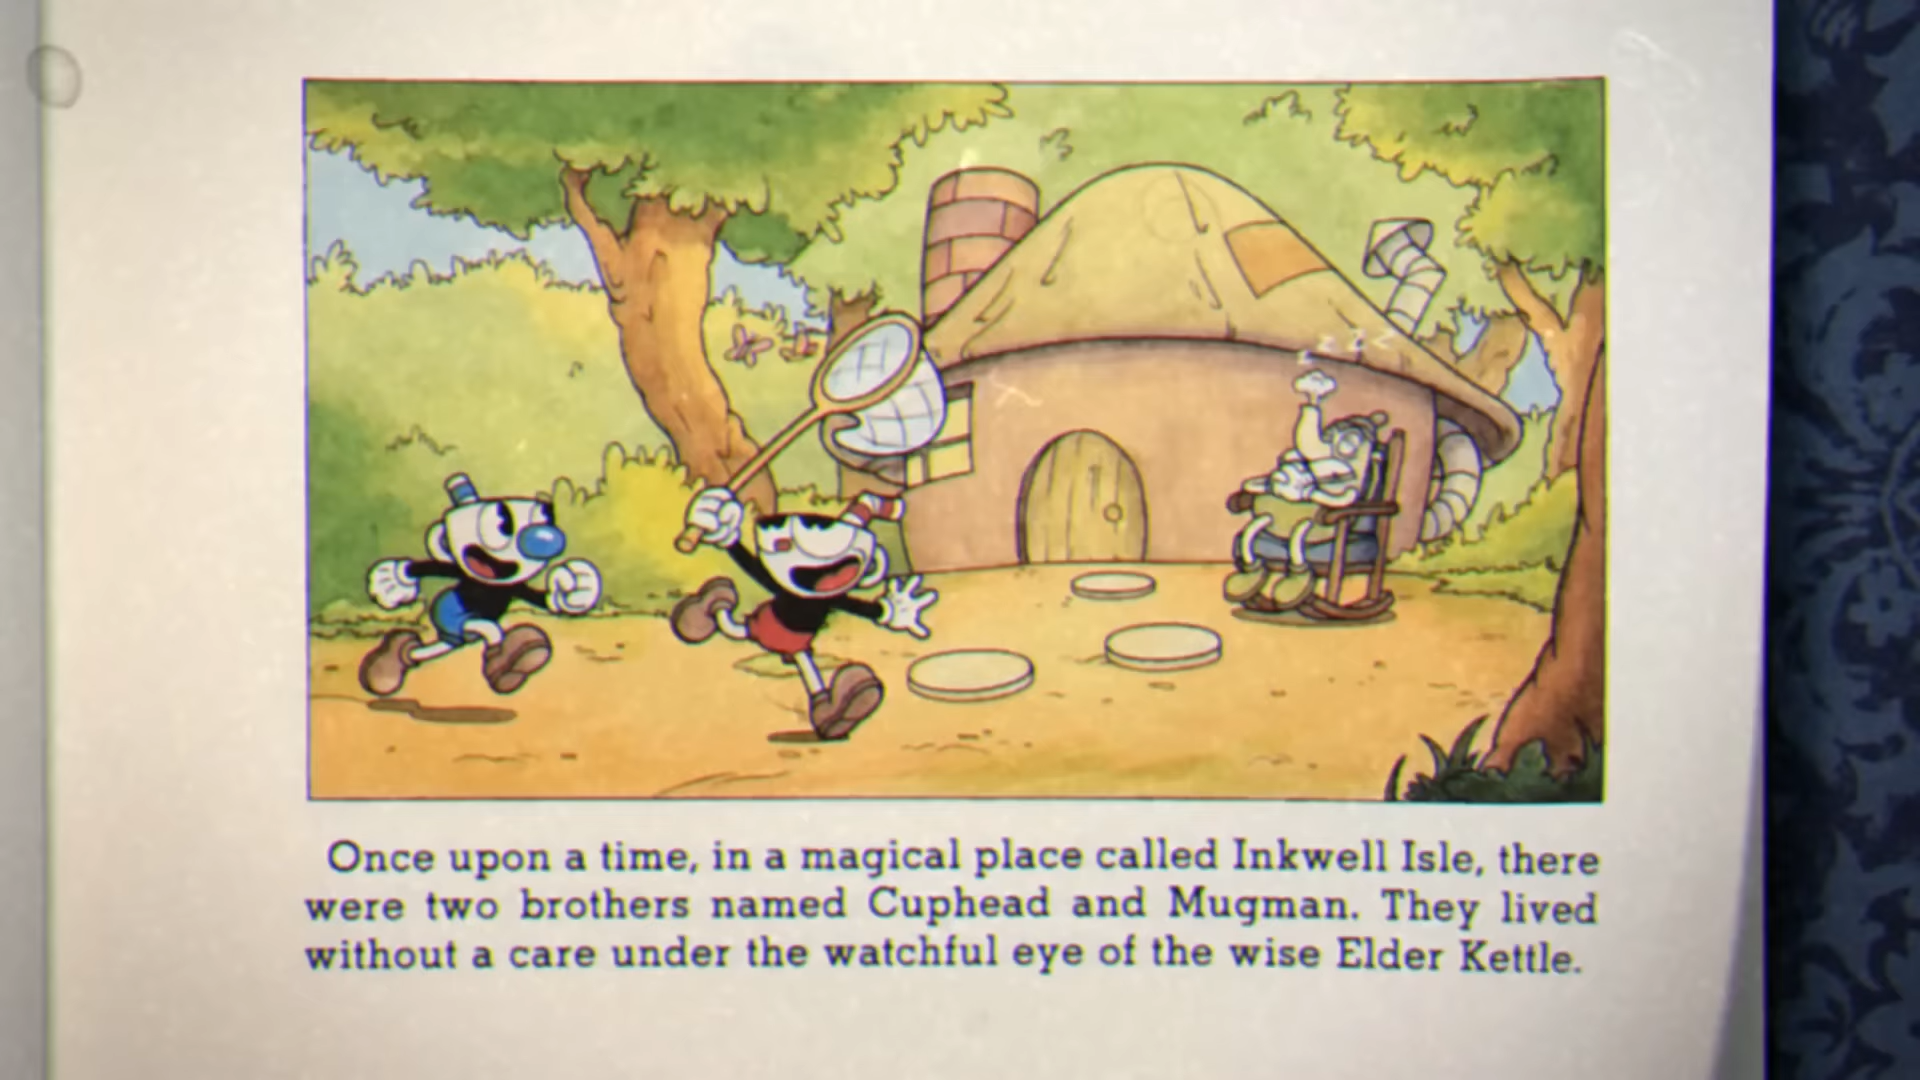 z z z z
Once upon a time, in a magical place called Inkwell Isle, there
were two brothers named Cuphead and Mugman. They lived
without a care under the watchful eye of the wise Elder Kettle.